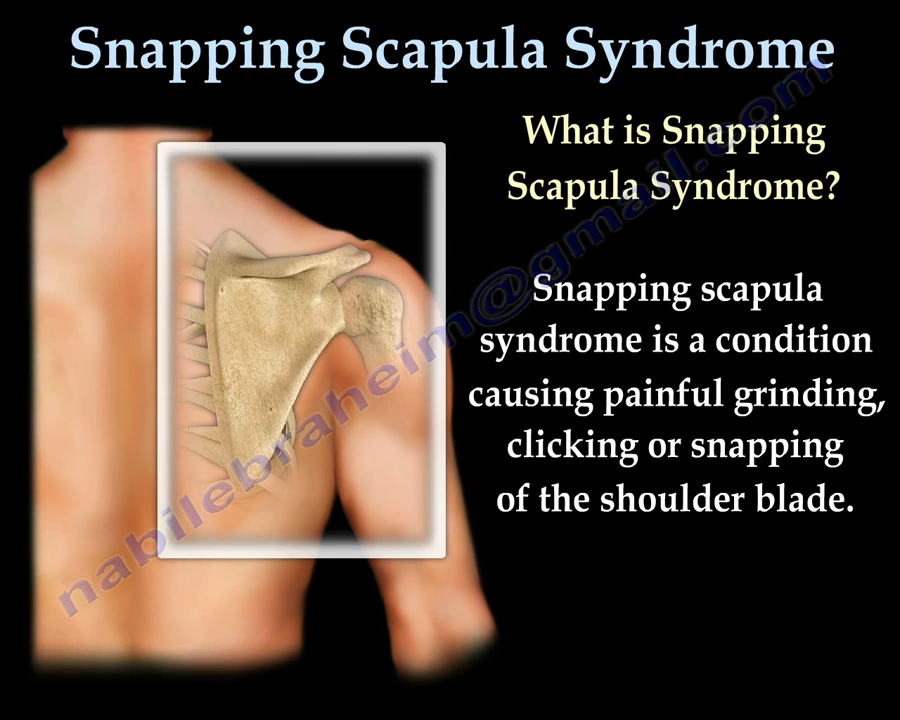 Snapping Scapula Syndrome
What is Snapping
Scapula Syndrome?
Snapping scapula
syndrome is a condition
causing painful grinding,
clicking or snapping
of the shoulder blade.
nabilebraheim@gmail.com